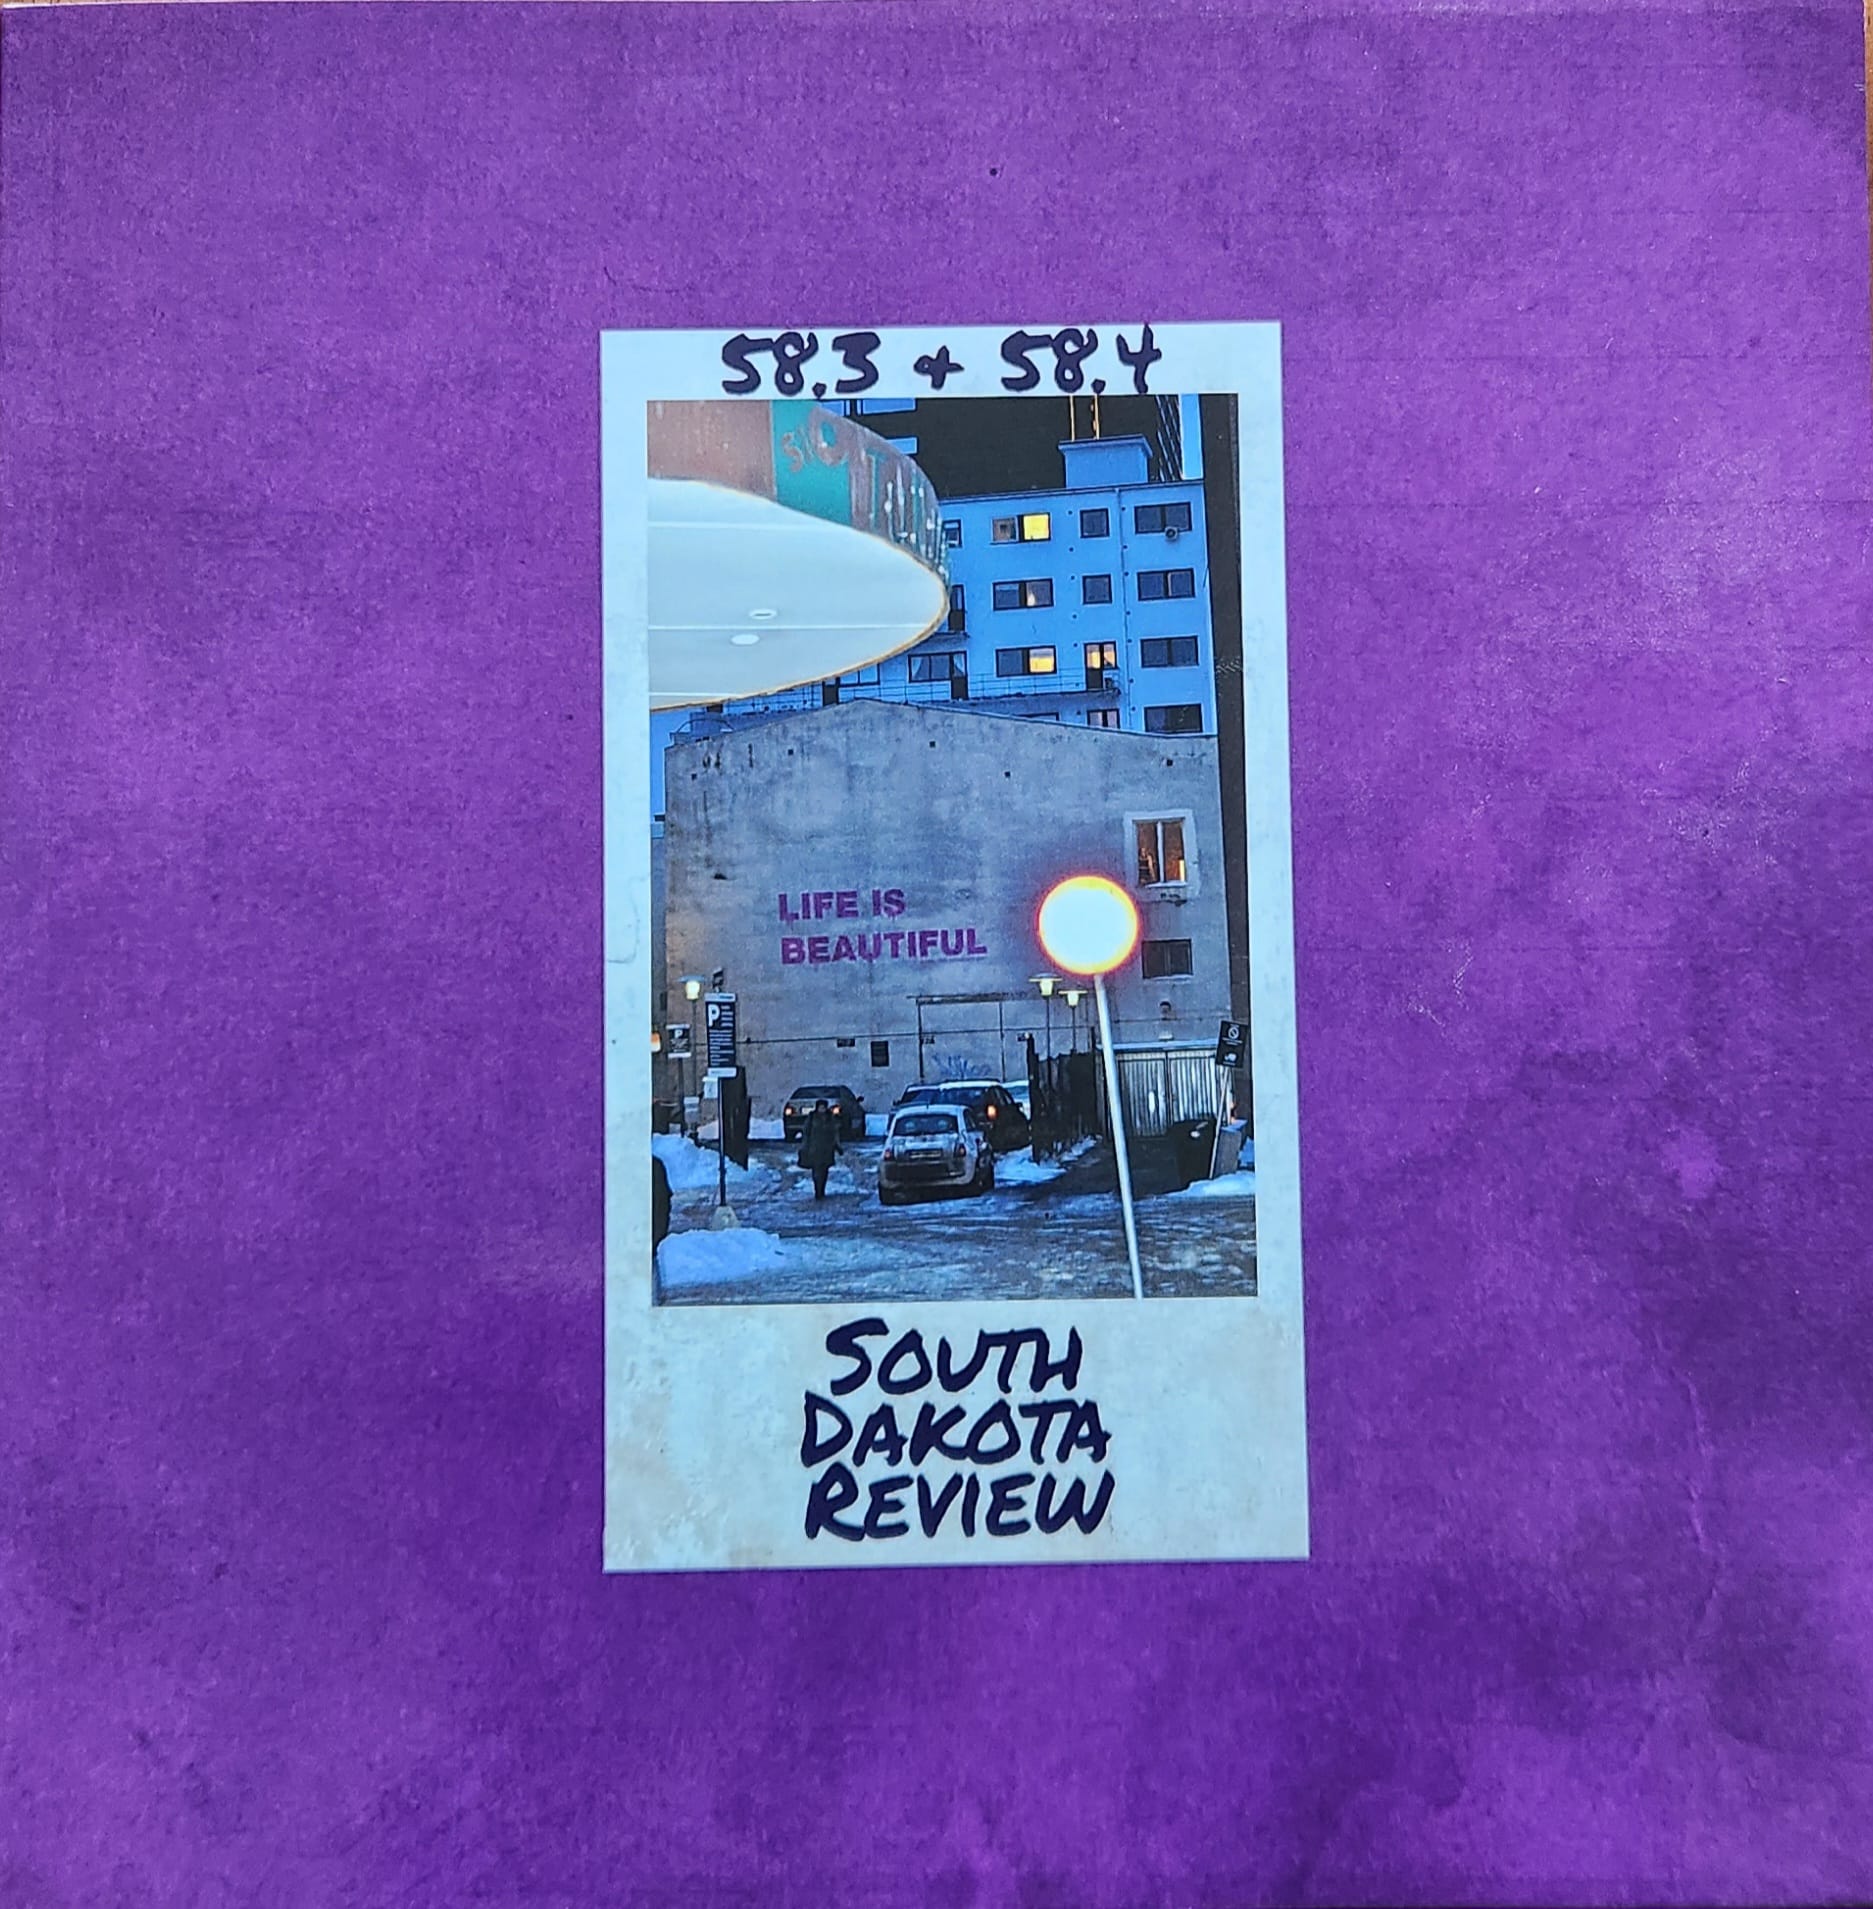 58.3 & 58.4
LIFE IS
BEAUTIFUL
P
P
SOUTH
DAKOTA
REVIEW